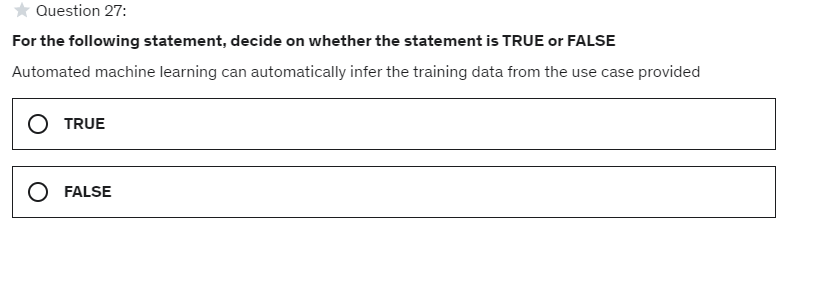 Question 27:
For the following statement, decide on whether the statement is TRUE or FALSE
Automated machine learning can automatically infer the training data from the use case provided
TRUE
FALSE